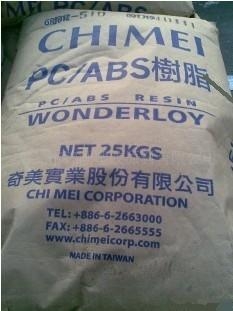 CHIMEI
PC/ABS樹脂
PC/ABS RESIN
WONDERLOY
NET 25KGS
奇美實業股份有限公司
CHI MEI CORPORATION
TEL: +886-6-2663000
FAX: +886-6-2665555
www.chimeicorp.com
MADE IN TAIWAN